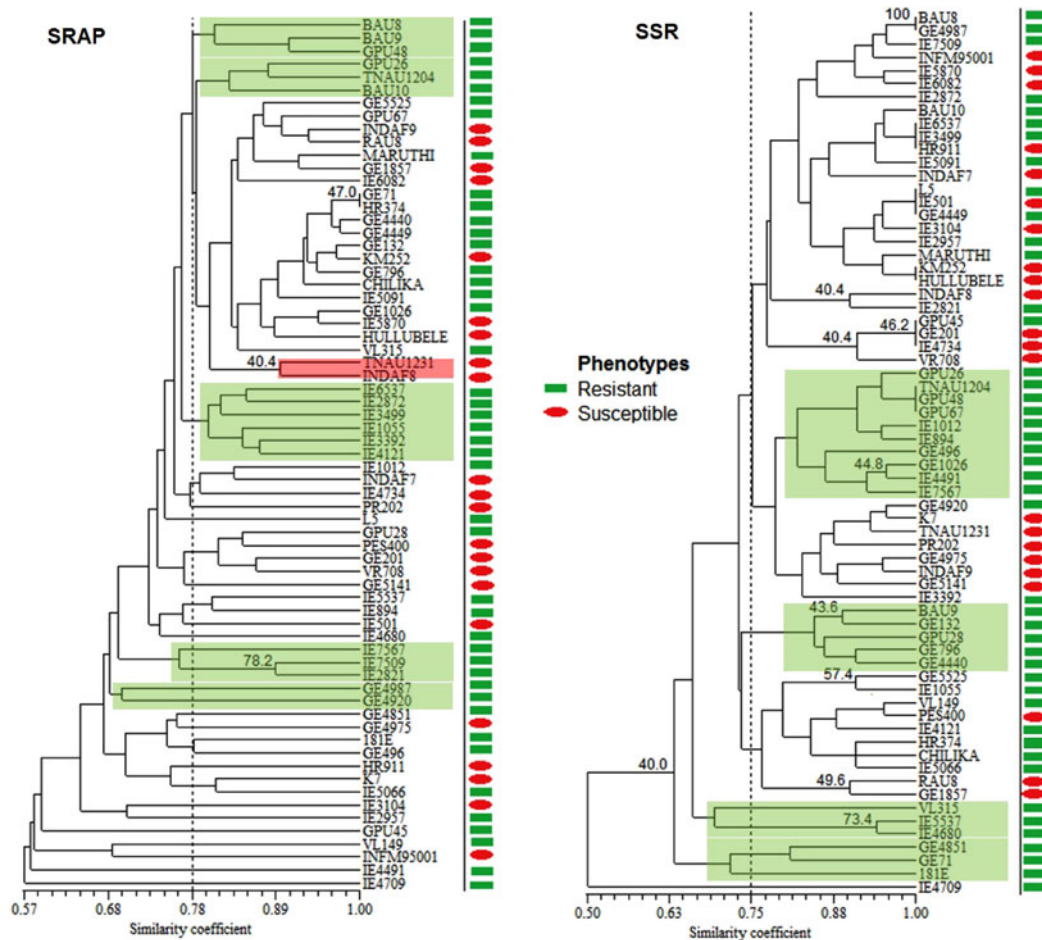 SRAP
BAU8
BAU9
GPU48
GPU26
TNAU1204
BAU10
GE5525
GPU67
INDAF9
RAU8
MARUTHI
GE1857
IE6082
47.0
GE71
HR374
GE4440
GE4449
GE132
KM252
GE796
CHILIKA
IE5091
GE1026
IE5870
HULLUBELE
VL315
40.4
TNAU1231
INDAF8
IE6537
IE2872
IE3499
IE1055
IE3392
IE4121
IE1012
INDAF7
IE4734
PR202
L5
GPU28
PES400
GE201
VR708
GE5141
IE5537
IE894
IE501
IE4680
IE7567
78.2
IE7509
IE2821
GE4987
GE4920
GE4851
GE4975
181E
GE496
HR911
K7
IE5066
IE3104
IE2957
GPU45
VL149
INFM95001
IE4491
IE4709
0.57 0.68 0.78 0.89 1.00
Similarity coefficient
Phenotypes
Resistant
Susceptible
SSR
100
BAU8
GE4987
IE7509
INFM95001
IE5870
IE6082
IE2872
BAU10
IE6537
IE3499
HR911
IE5091
INDAF7
L5
IE501
GE4449
IE3104
IE2957
MARUTHI
KM252
HULLUBELE
40.4
INDAF8
IE2821
46.2
GPU45
GE201
40.4
IE4734
VR708
GPU26
TNAU1204
GPU48
GPU67
IE1012
IE894
GE496
44.8
GE1026
IE4491
IE7567
GE4920
K7
TNAU1231
PR202
GE4975
INDAF9
GE5141
IE3392
43.6
BAU9
GE132
GPU28
GE796
GE4440
57.4
GE5525
IE1055
VL149
PES400
IE4121
HR374
CHILIKA
IE5066
40.0
49.6
RAU8
GE1857
VL315
73.4
IE5537
IE4680
GE4851
GE71
181E
IE4709
0.50 0.63 0.75 0.88 1.00
Similarity coefficient